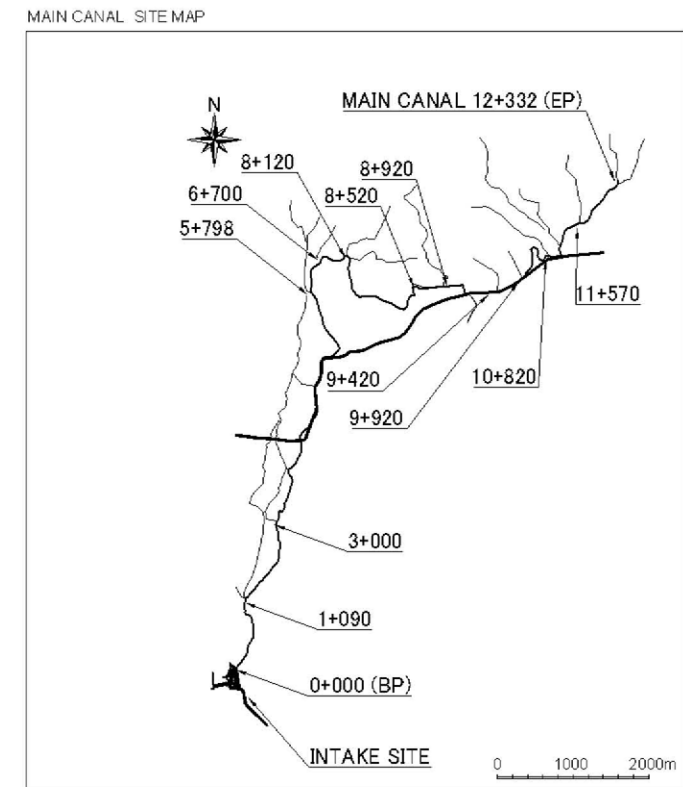 MAIN CANAL SITE MAP
MAIN CANAL 12+332 (EP)
N
8+120
8+920
6+700
8+520
5+798
11+570
9+420
10+820
9+920
3+000
1+090
0+000 (BP)
INTAKE SITE
0 1000 2000m